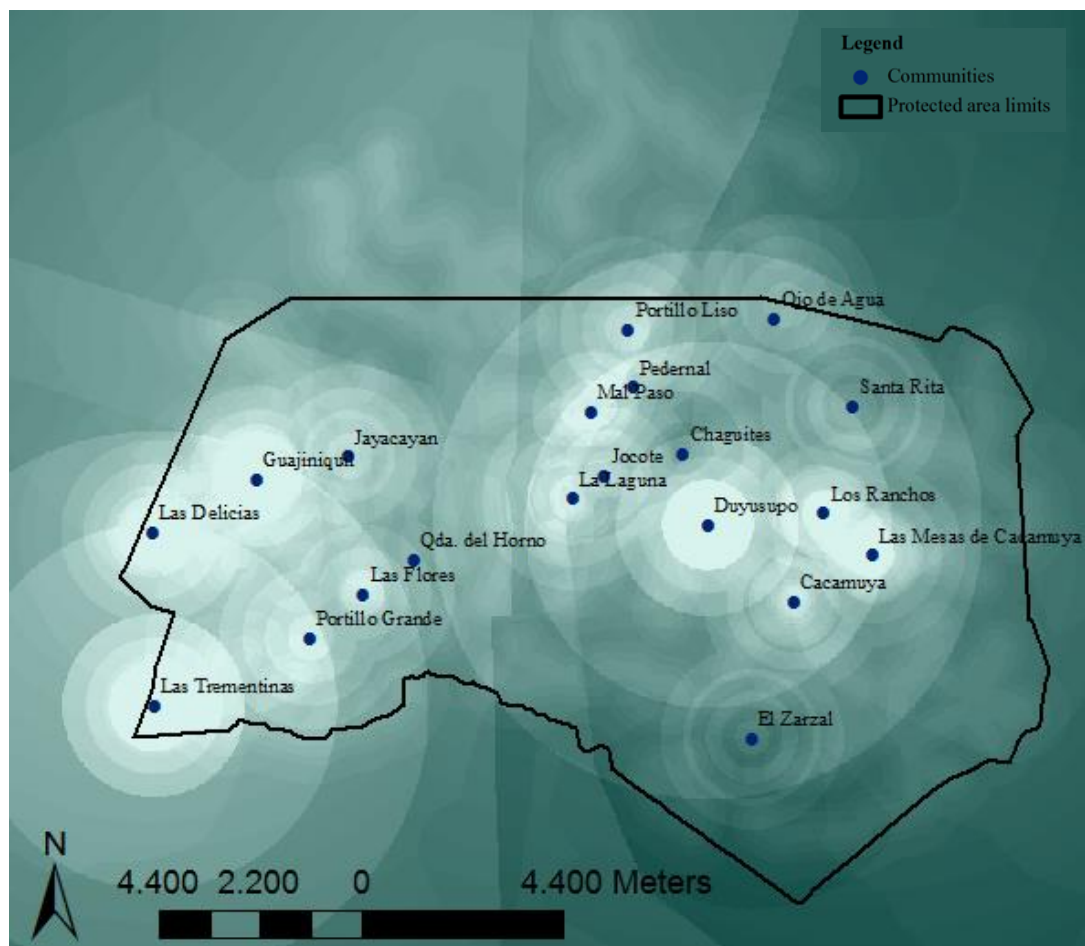 Legend
Communities
Protected area limits
Ojo de Agua
Portillo Liso
Pedernal
Mal Paso
Santa Rita
Jayacayan
Chaguites
Guajiniquil
Jocote
La Laguna
Las Delicias
Duyusupo
Los Ranchos
Qda. del Horno
Las Mesas de Cacamuya
Las Flores
Cacamuya
Portillo Grande
Las Trementinas
El Zarzal
N
4.400 2.200 0 4.400 Meters